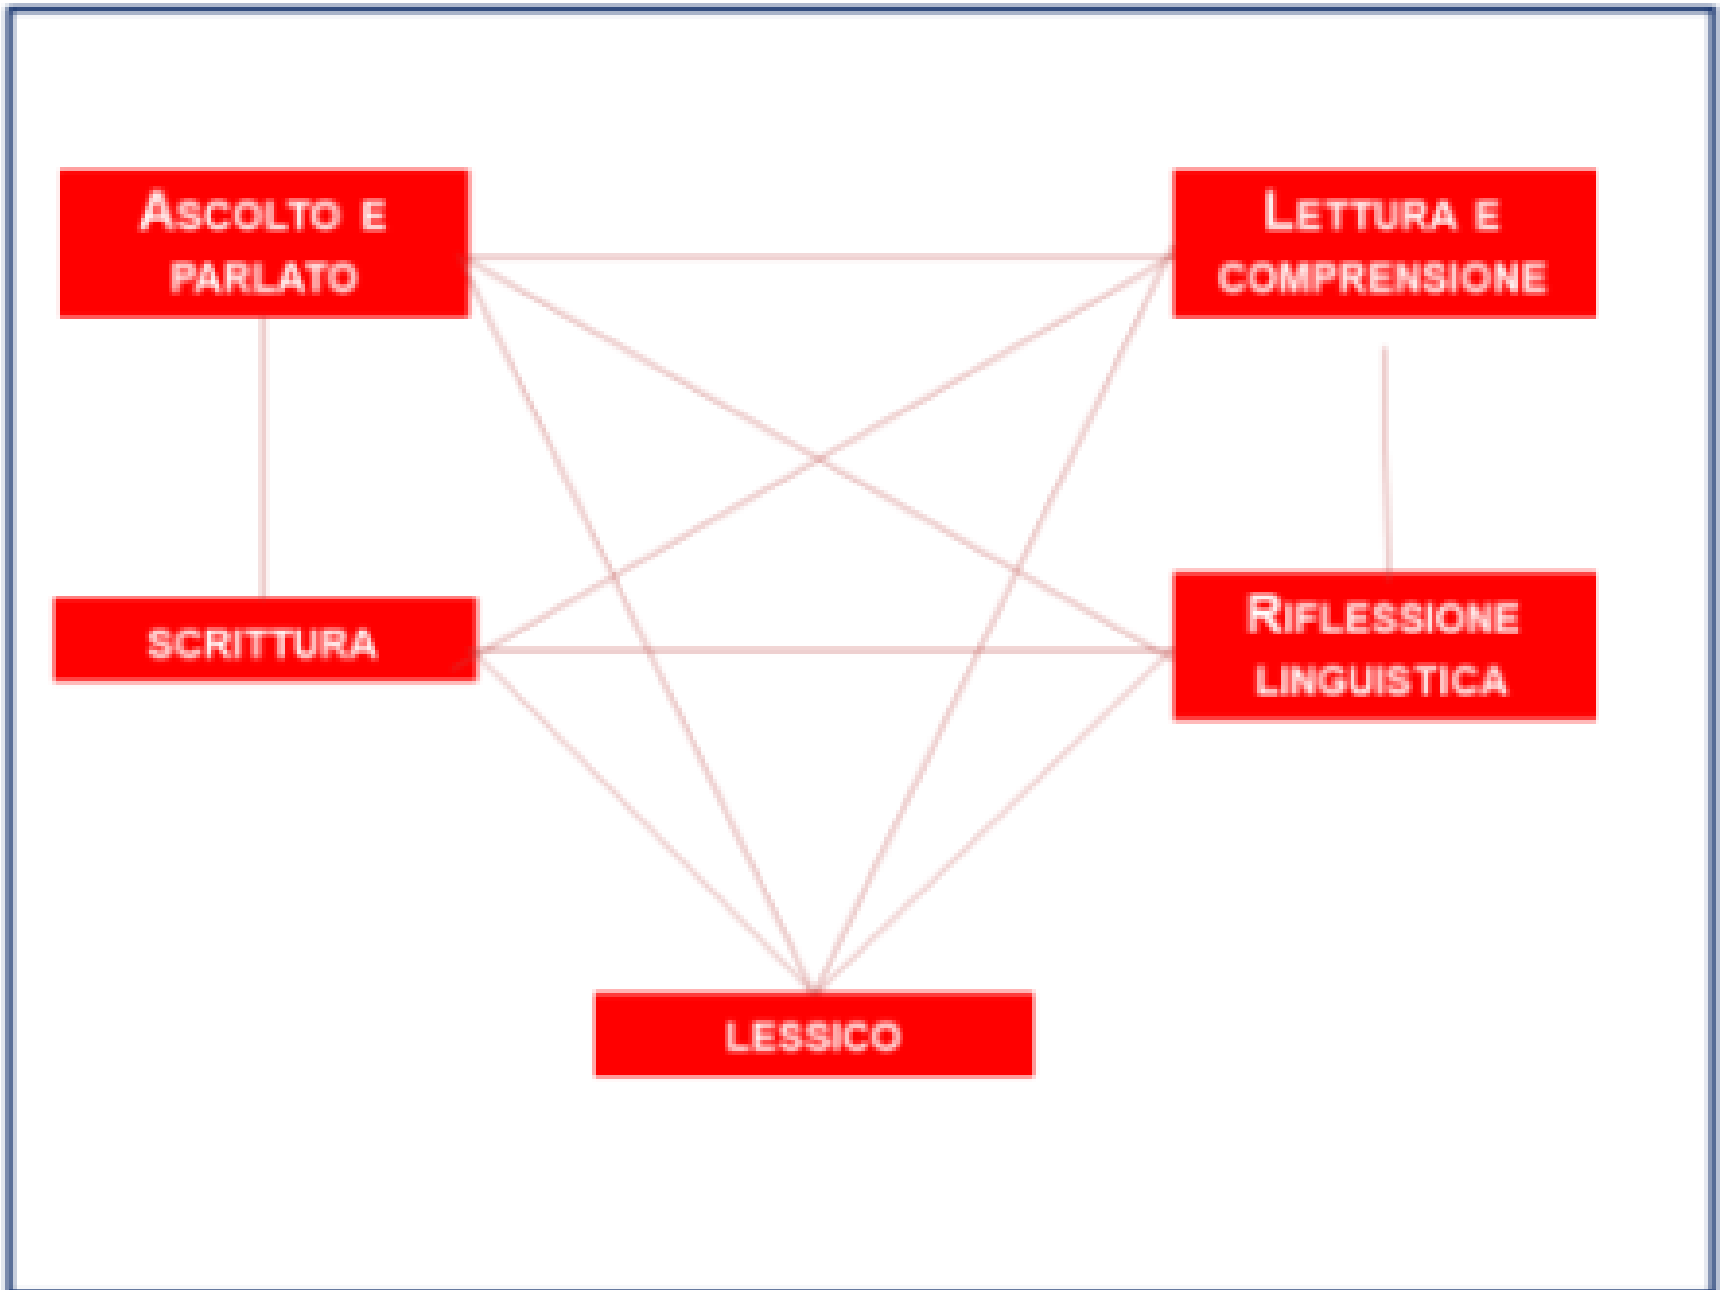 Ascolto e
parlato
Lettura e
comprensione
scrittura
Riflessione
linguistica
lessico